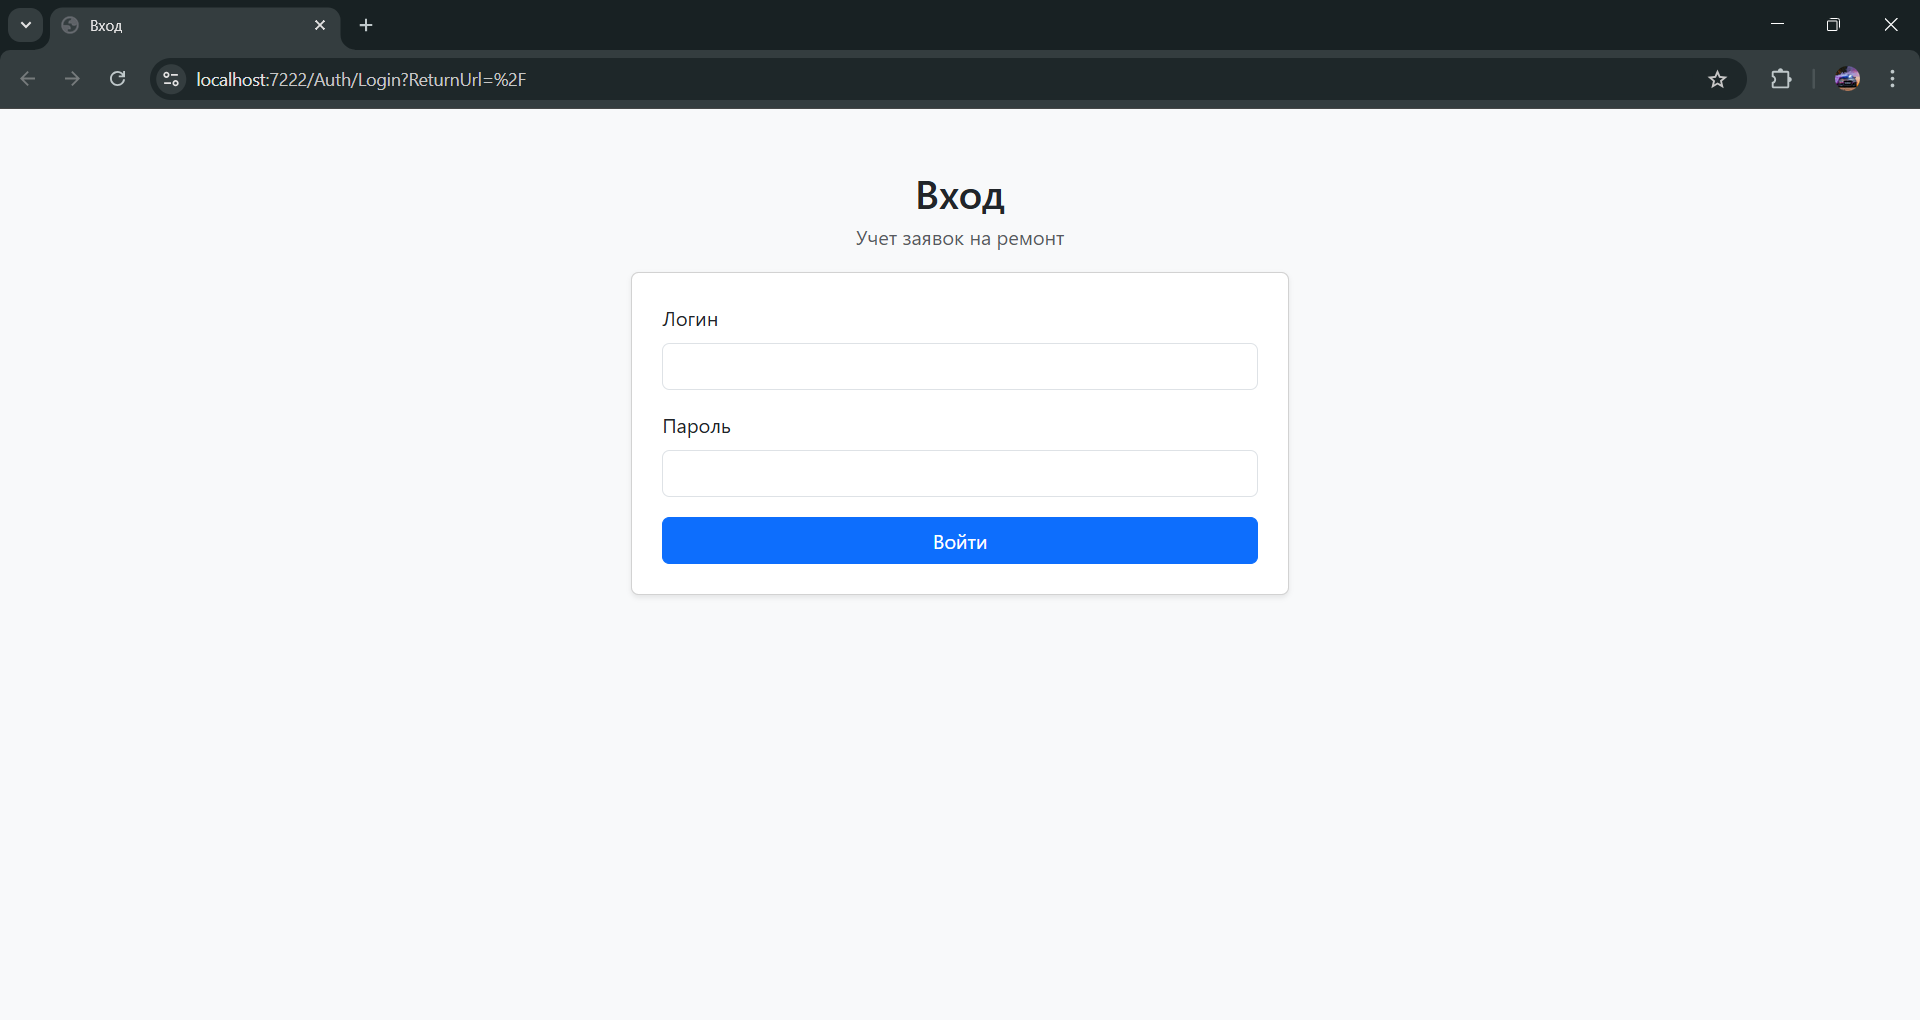 Вход
localhost:7222/Auth/Login?ReturnUrl=%2F
Вход
Учет заявок на ремонт
Логин
Пароль
Войти